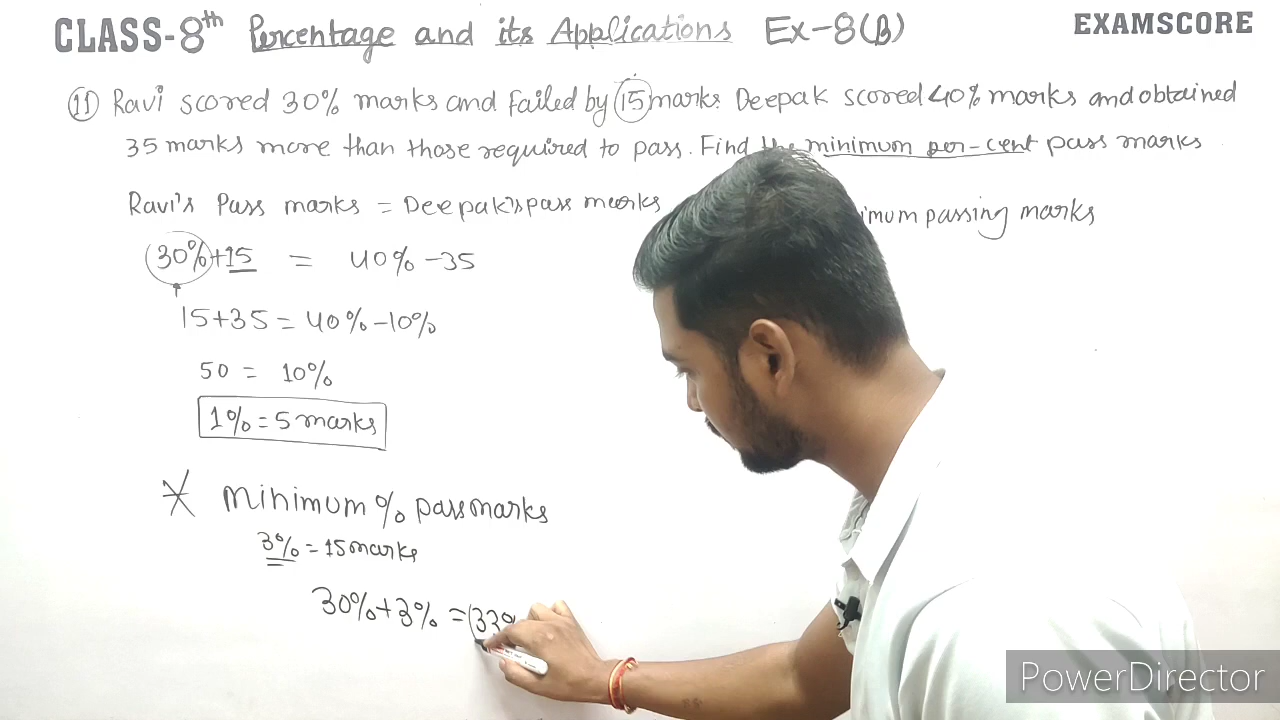 CLASS-8th Percentage and its Applications Ex-8(B)
EXAMSCORE
11 Ravi scored 30% marks and failed by 15 marks. Deepak scored 40% marks and obtained
35 marks more than those required to pass. Find the minimum per-cent pass marks
Ravi's Pass marks = Deepak's pass marks
imum passing marks
30%+15 = 40%-35
15+35 = 40%-10%
50 = 10%
1% = 5 marks
Minimum % pass marks
3% = 15 marks
30%+3% = 33%
PowerDirector